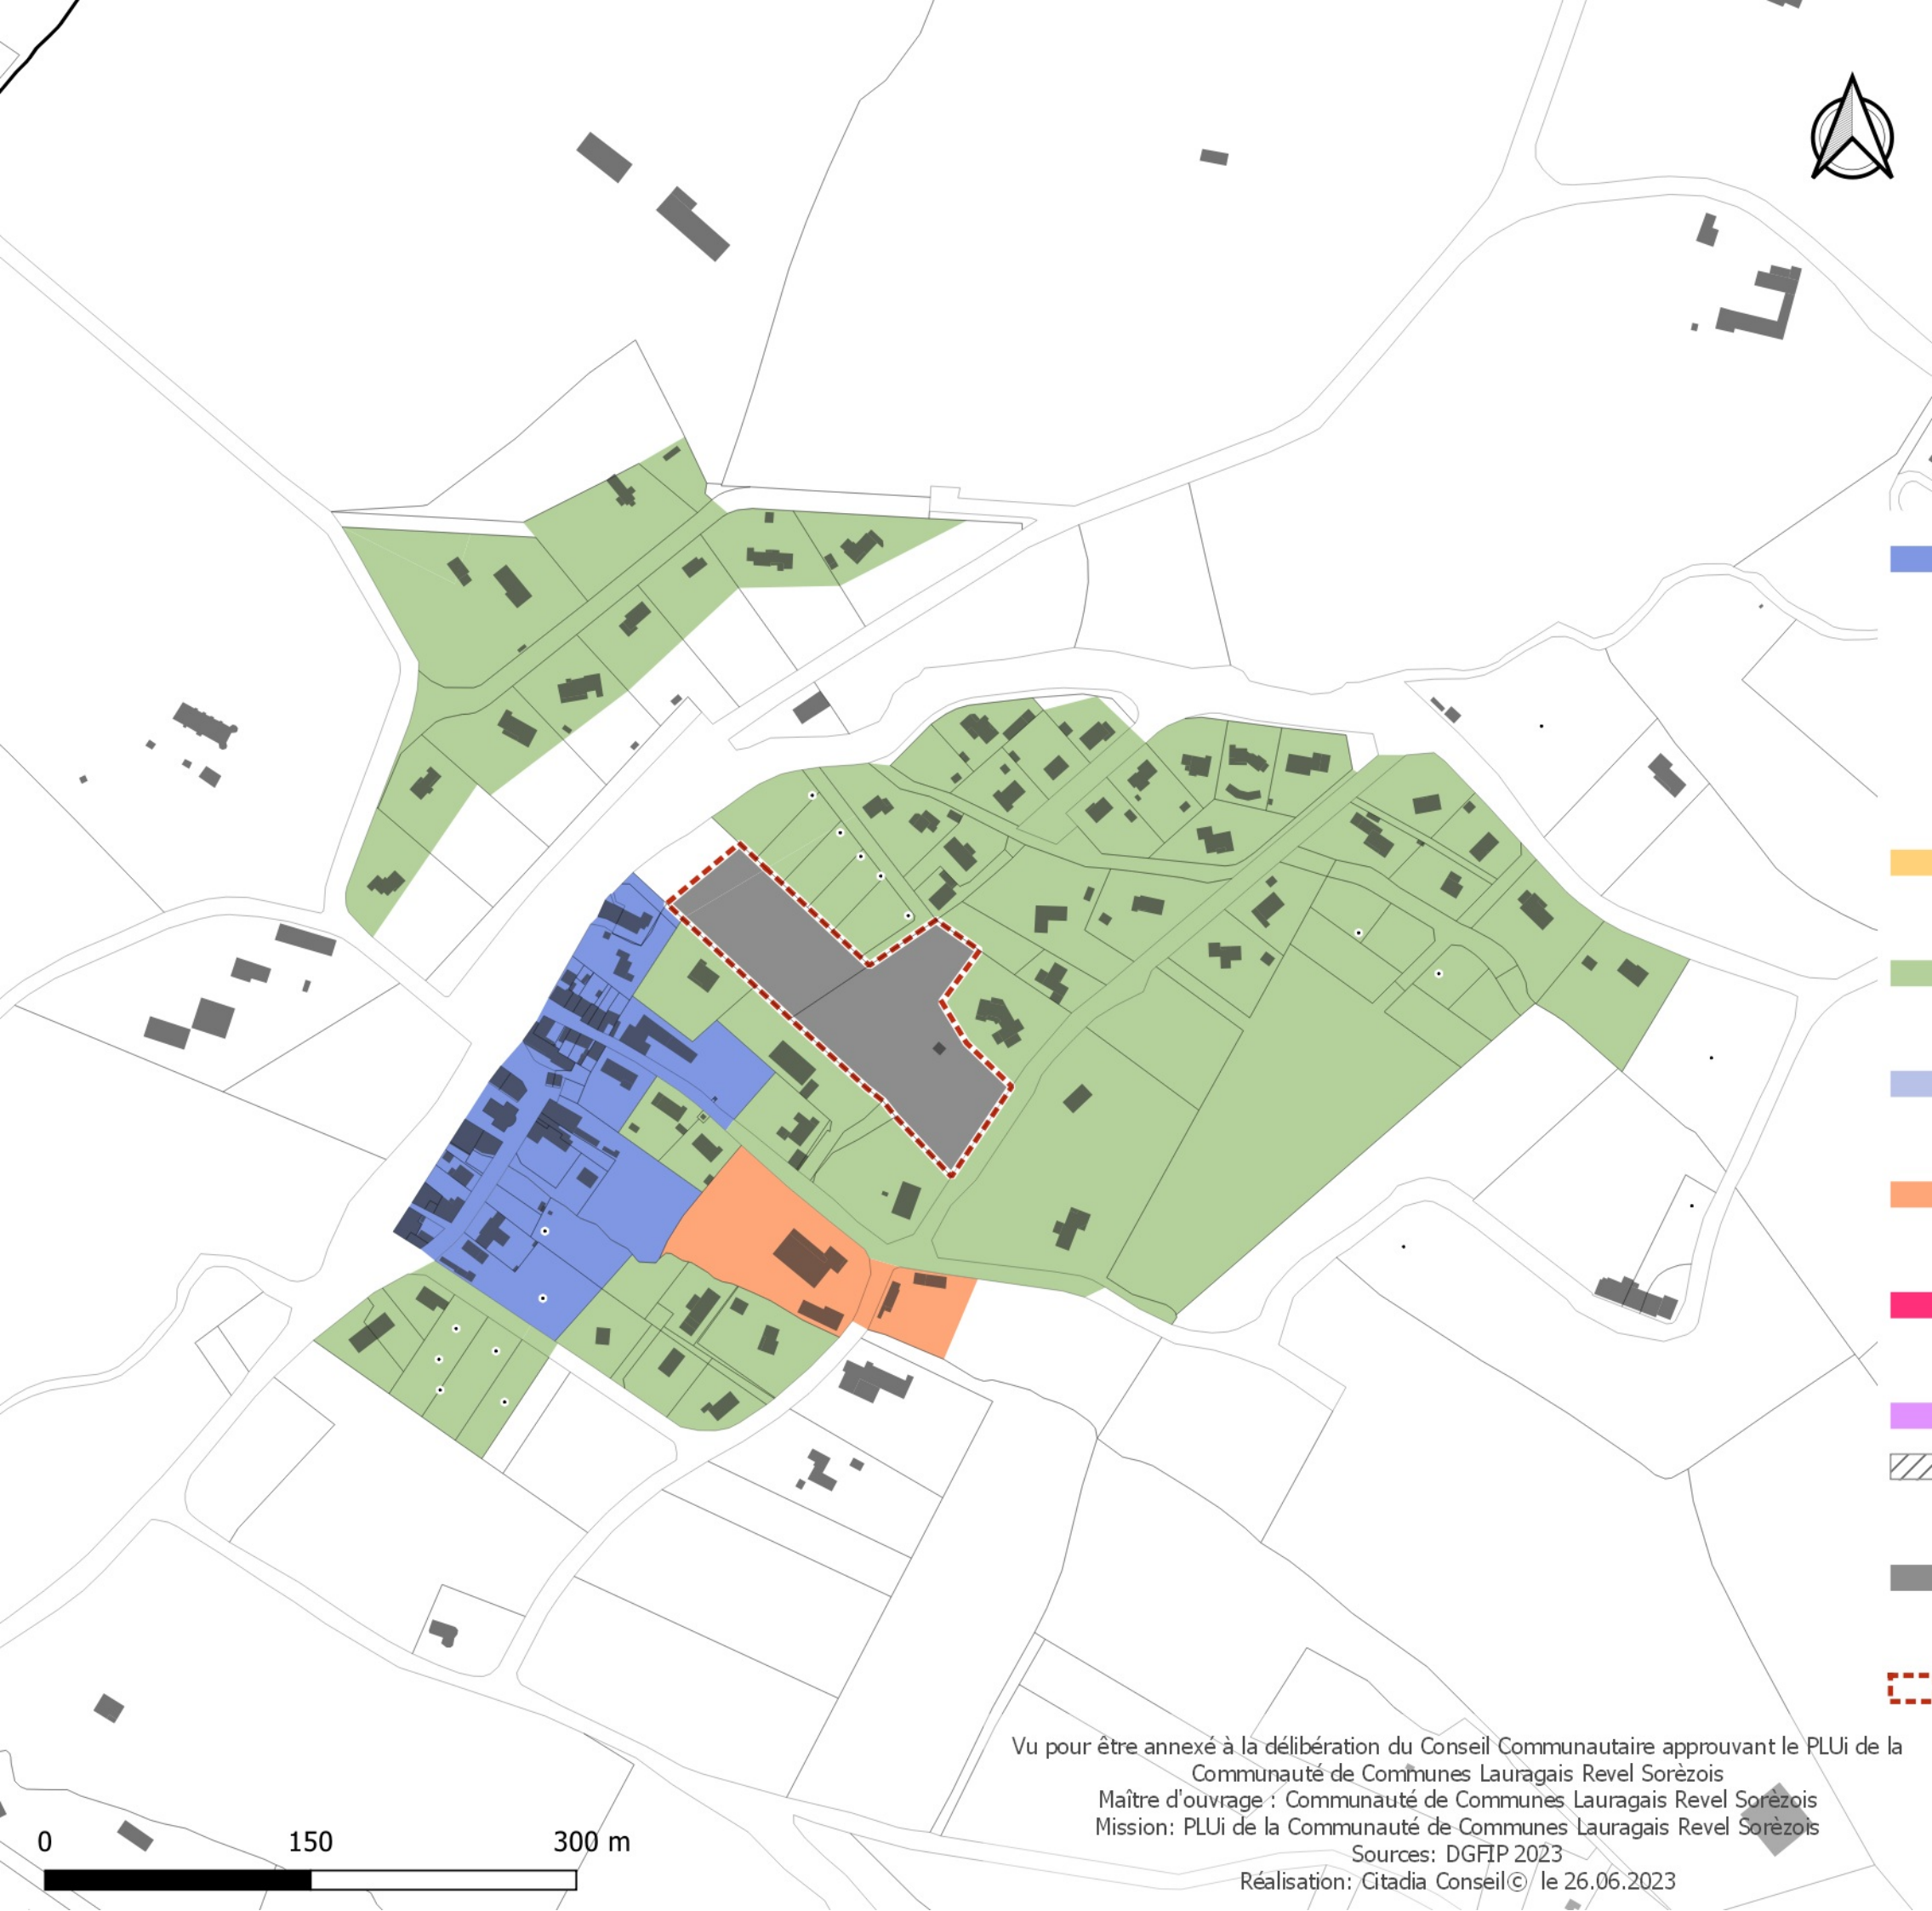 0 150 300 m
Vu pour être annexé à la délibération du Conseil Communautaire approuvant le PLUi de la
Communauté de Communes Lauragais Revel Sorèzois
Maître d'ouvrage : Communauté de Communes Lauragais Revel Sorèzois
Mission: PLUi de la Communauté de Communes Lauragais Revel Sorèzois
Sources: DGFIP 2023
Réalisation: Citadia Conseil© le 26.06.2023